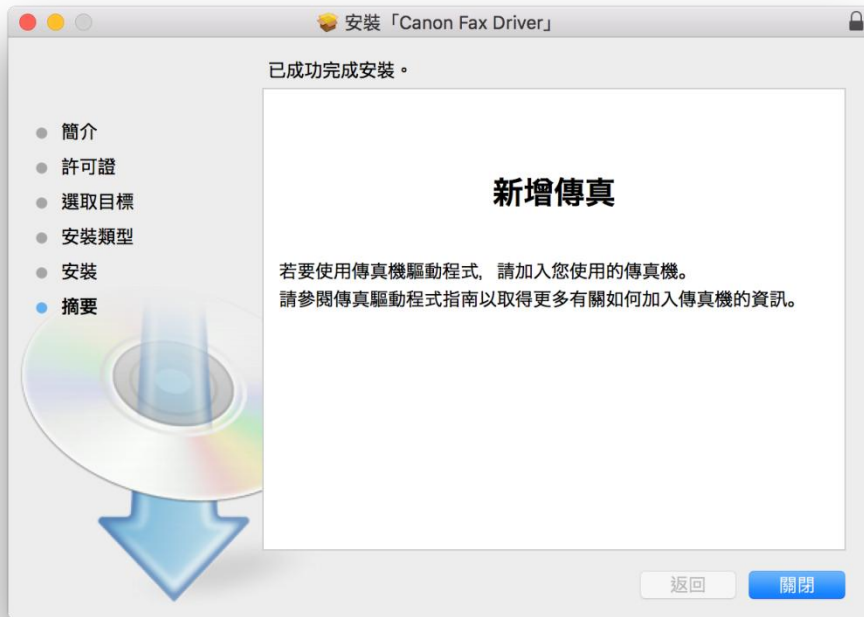 安裝「Canon Fax Driver」
已成功完成安裝。
簡介
許可證
選取目標
安裝類型
安裝
摘要
新增傳真
若要使用傳真機驅動程式，請加入您使用的傳真機。
請參閱傳真驅動程式指南以取得更多有關如何加入傳真機的資訊。
返回
關閉